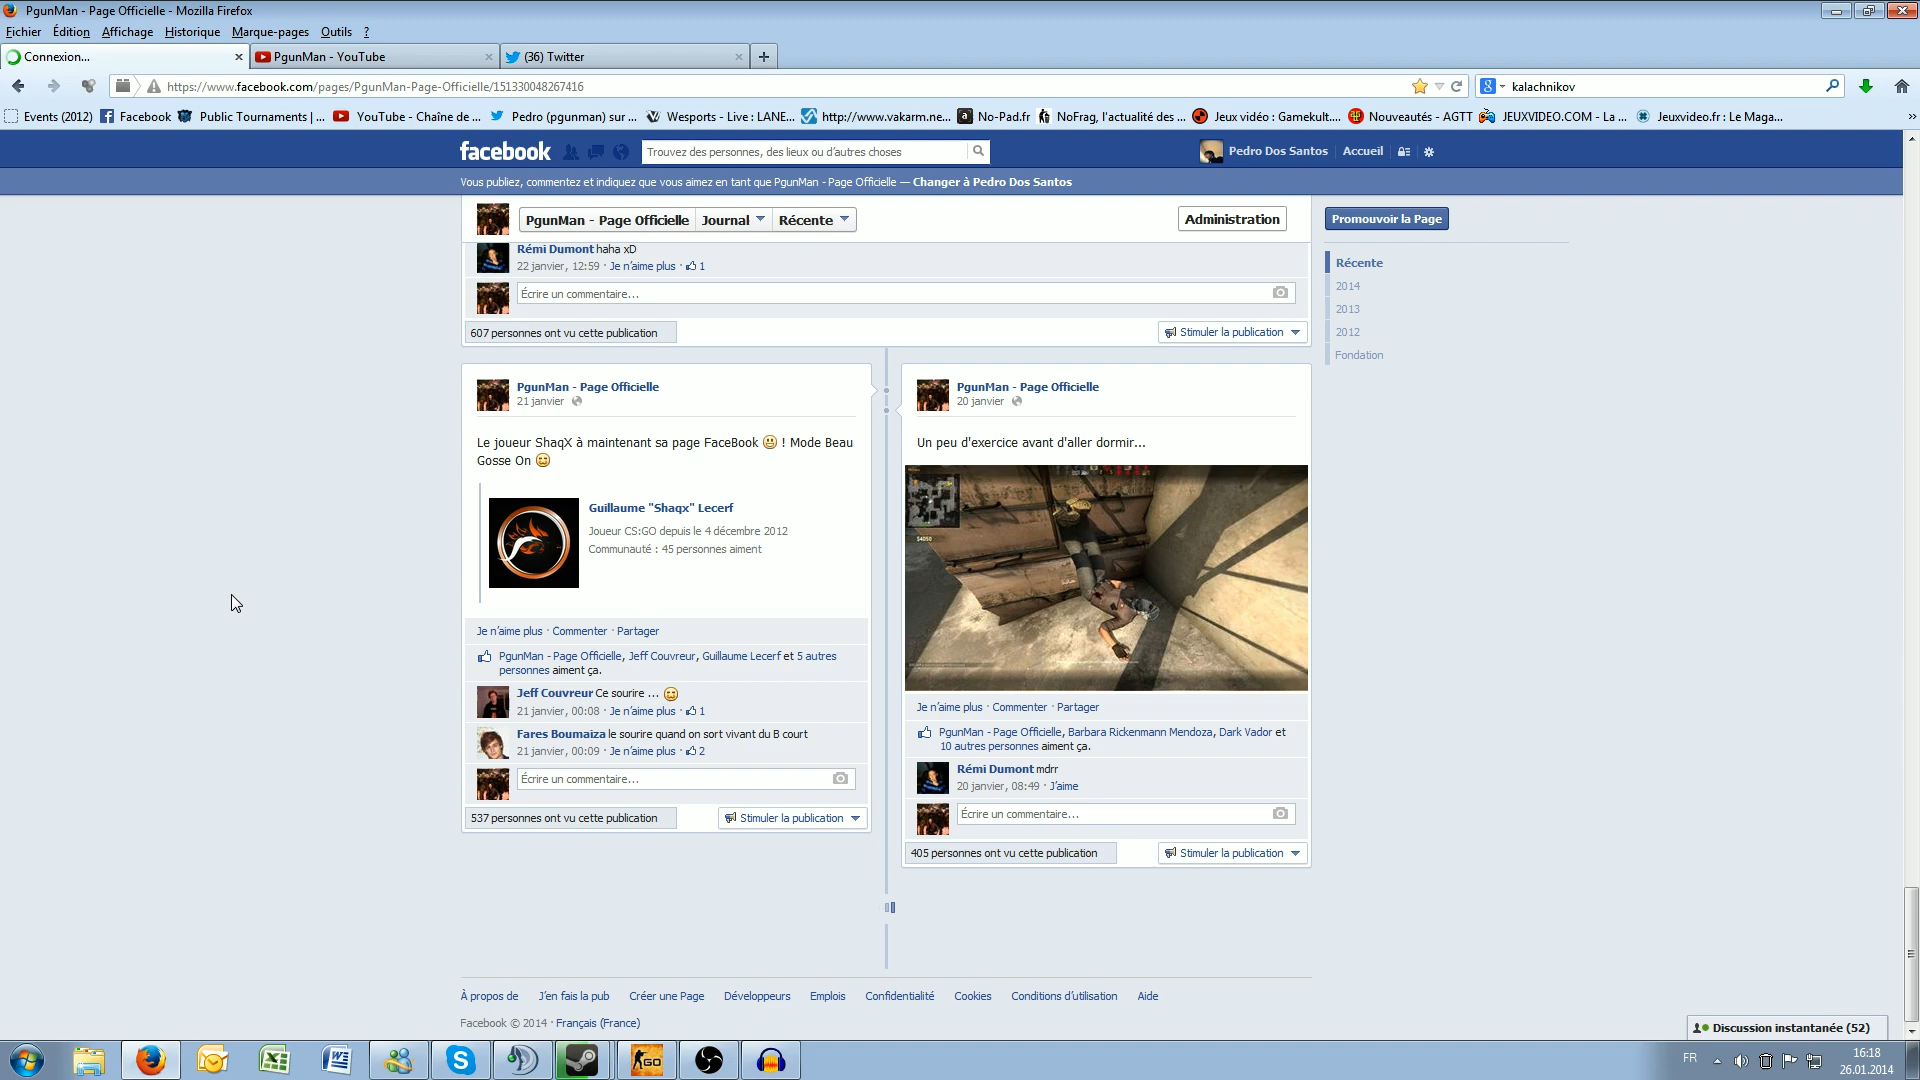 PgunMan - Page Officielle - Mozilla Firefox
Fichier Édition Affichage Historique Marque-pages Outils ?
Connexion... PgunMan - YouTube (36) Twitter
https://www.facebook.com/pages/PgunMan-Page-Officielle/151330048267416 kalachnikov
Events (2012) Facebook Public Tournaments | ... YouTube - Chaîne de ... Pedro (pgunman) sur ... Wesports - Live : LANE... http://www.vakarm.ne... No-Pad.fr NoFrag, l'actualité des ... Jeux vidéo : Gamekult.... Nouveautés - AGTT JEUXVIDEO.COM - La ... Jeuxvideo.fr : Le Maga... »
facebook Trouvez des personnes, des lieux ou d'autres choses Pedro Dos Santos Accueil
Vous publiez, commentez et indiquez que vous aimez en tant que PgunMan - Page Officielle — Changer à Pedro Dos Santos
PgunMan - Page Officielle Journal Récente Administration Promouvoir la Page
Rémi Dumont haha xD
22 janvier, 12:59 · Je n'aime plus · 1
Écrire un commentaire...
607 personnes ont vu cette publication Stimuler la publication
Récente
2014
2013
2012
Fondation
PgunMan - Page Officielle
21 janvier
Le joueur ShaqX à maintenant sa page FaceBook ! Mode Beau
Gosse On
Guillaume "Shaqx" Lecerf
Joueur CS:GO depuis le 4 décembre 2012
Communauté : 45 personnes aiment
Je n'aime plus · Commenter · Partager
PgunMan - Page Officielle, Jeff Couvreur, Guillaume Lecerf et 5 autres
personnes aiment ça.
Jeff Couvreur Ce sourire ...
21 janvier, 00:08 · Je n'aime plus · 1
Fares Boumaiza le sourire quand on sort vivant du B court
21 janvier, 00:09 · Je n'aime plus · 2
Écrire un commentaire...
537 personnes ont vu cette publication Stimuler la publication
PgunMan - Page Officielle
20 janvier
Un peu d'exercice avant d'aller dormir...
$4050
Je n'aime plus · Commenter · Partager
PgunMan - Page Officielle, Barbara Rickenmann Mendoza, Dark Vador et
10 autres personnes aiment ça.
Rémi Dumont mdrr
20 janvier, 08:49 · J'aime
Écrire un commentaire...
405 personnes ont vu cette publication Stimuler la publication
À propos de J'en fais la pub Créer une Page Développeurs Emplois Confidentialité Cookies Conditions d'utilisation Aide
Facebook © 2014 · Français (France)
Discussion instantanée (52)
GO
FR 16:18
26.01.2014